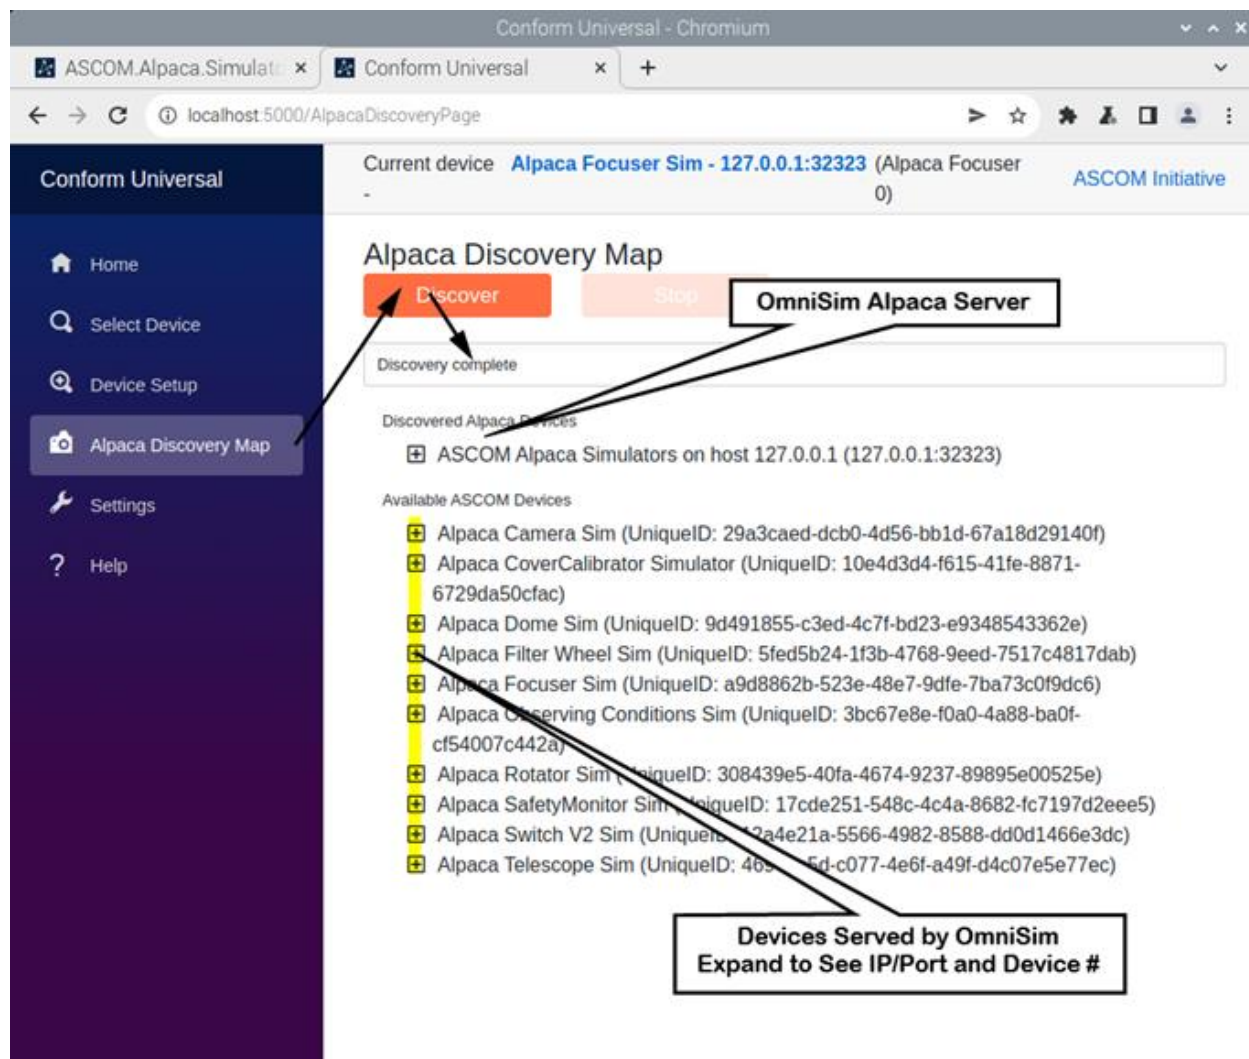 Conform Universal - Chromium
ASCOM.Alpaca.Simulat
Conform Universal
localhost:5000/AlpacaDiscoveryPage
Conform Universal
Current device Alpaca Focuser Sim - 127.0.0.1:32323 (Alpaca Focuser
- 0)
ASCOM Initiative
Home
Select Device
Device Setup
Alpaca Discovery Map
Settings
? Help
Alpaca Discovery Map
Discover
Stop
OmniSim Alpaca Server
Discovery complete
Discovered Alpaca Devices
ASCOM Alpaca Simulators on host 127.0.0.1 (127.0.0.1:32323)
Available ASCOM Devices
Alpaca Camera Sim (UniqueID: 29a3caed-dcb0-4d56-bb1d-67a18d29140f)
Alpaca CoverCalibrator Simulator (UniqueID: 10e4d3d4-f615-41fe-8871-
6729da50cfac)
Alpaca Dome Sim (UniqueID: 9d491855-c3ed-4c7f-bd23-e9348543362e)
Alpaca Filter Wheel Sim (UniqueID: 5fed5b24-1f3b-4768-9eed-7517c4817dab)
Alpaca Focuser Sim (UniqueID: a9d8862b-523e-48e7-9dfe-7ba73c0f9dc6)
Alpaca Observing Conditions Sim (UniqueID: 3bc67e8e-f0a0-4a88-ba0f-
cf54007c442a)
Alpaca Rotator Sim (UniqueID: 308439e5-40fa-4674-9237-89895e00525e)
Alpaca SafetyMonitor Sim (UniqueID: 17cde251-548c-4c4a-8682-fc7197d2eee5)
Alpaca Switch V2 Sim (UniqueID:
Alpaca Telescope Sim (UniqueID:
Devices Served by OmniSim
Expand to See IP/Port and Device #